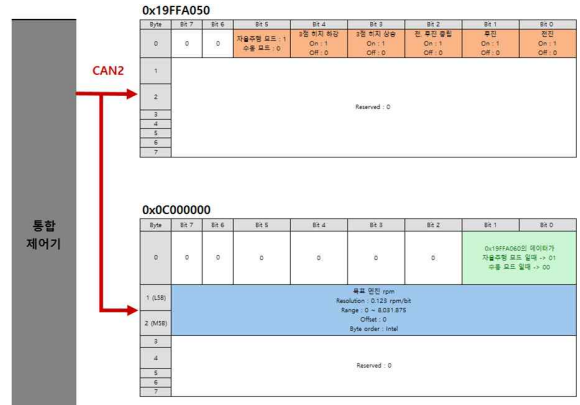 0x19FFA050
Byte Bit 7 Bit 6 Bit 5 Bit 4 Bit 3 Bit 2 Bit 1 Bit 0
0 0 0 자율주행 모드 : 1 3점 히치 하강 3점 히치 상승 전 후진 중립 후진 전진
수동 모드 : 0 On : 1 On : 1 On : 1 On : 1 On : 1
Off : 0 Off : 0 Off : 0 Off : 0 Off : 0
1
CAN2
2
Reserved : 0
3
4
5
6
7
통합
제어기
0x0C000000
Byte Bit 7 Bit 6 Bit 5 Bit 4 Bit 3 Bit 2 Bit 1 Bit 0
0 0 0 0 0 0 0 0x19FFA060의 데이터가
자율주행 모드 일때 -> 01
수동 모드 일때 -> 00
1 (LSB)
목표 엔진 rpm
Resolution : 0.123 rpm/bit
Range : 0 ~ 8,031.875
Offset : 0
Byte order : Intel
2 (MSB)
3
4
Reserved : 0
5
6
7